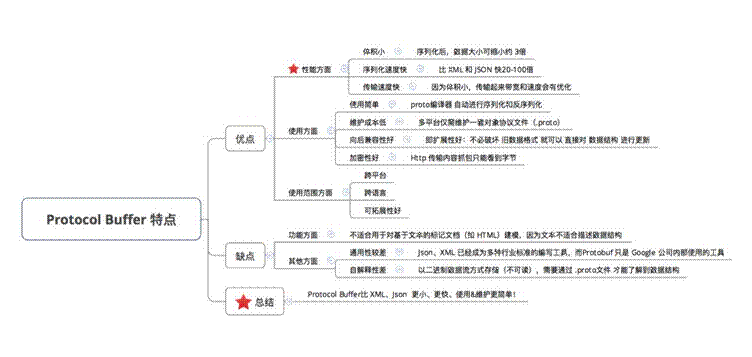 Protocol Buffer 特点
优点
性能方面
体积小
序列化后，数据大小可缩小约 3倍
序列化速度快
比 XML 和 JSON 快20-100倍
传输速度快
因为体积小，传输起来带宽和速度会有优化
使用方面
使用简单
proto编译器 自动进行序列化和反序列化
维护成本低
多平台仅需维护一套对象协议文件（.proto）
向后兼容性好
即扩展性好：不必破坏 旧数据格式 就可以 直接对 数据结构 进行更新
加密性好
Http 传输内容抓包只能看到字节
使用范围方面
跨平台
跨语言
可拓展性好
缺点
功能方面
不适合用于对基于文本的标记文档（如 HTML）建模，因为文本不适合描述数据结构
其他方面
通用性较差
Json、XML 已经成为多种行业标准的编写工具，而Protobuf 只是 Google 公司内部使用的工具
自解释性差
以二进制数据流方式存储（不可读），需要通过 .proto文件 才能了解到数据结构
总结
Protocol Buffer比 XML、Json 更小、更快、使用&维护更简单！